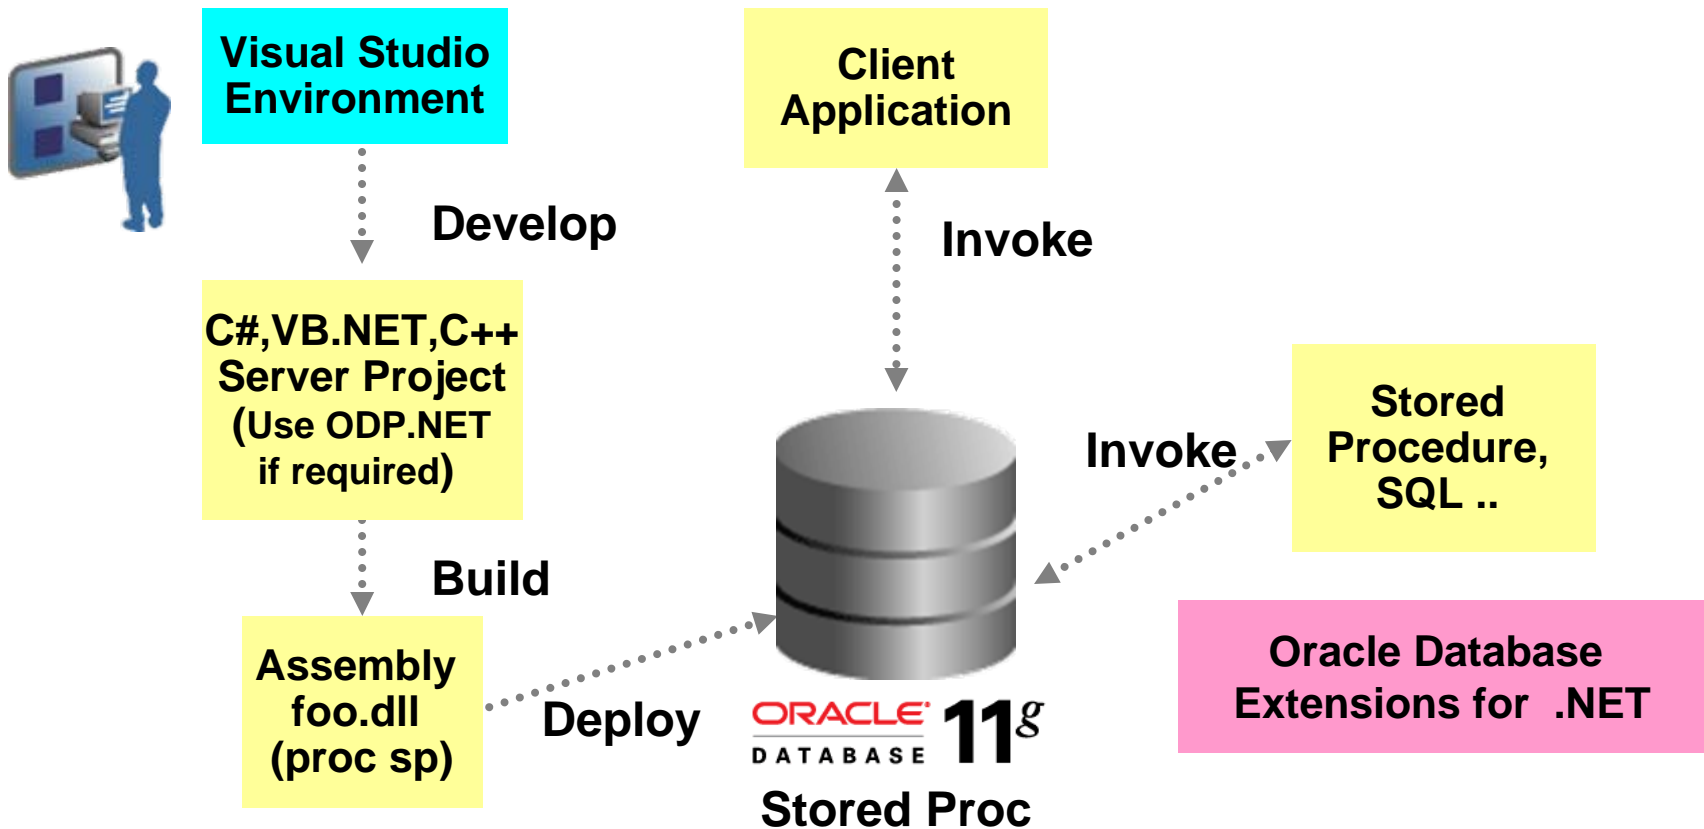 Visual Studio
Environment
Client
Application
Develop
Invoke
C#,VB.NET,C++
Server Project
(Use ODP.NET
if required)
Stored
Procedure,
SQL ..
Invoke
Build
Assembly
foo.dll
(proc sp)
Deploy
ORACLE®
DATABASE
11g
Stored Proc
Oracle Database
Extensions for .NET